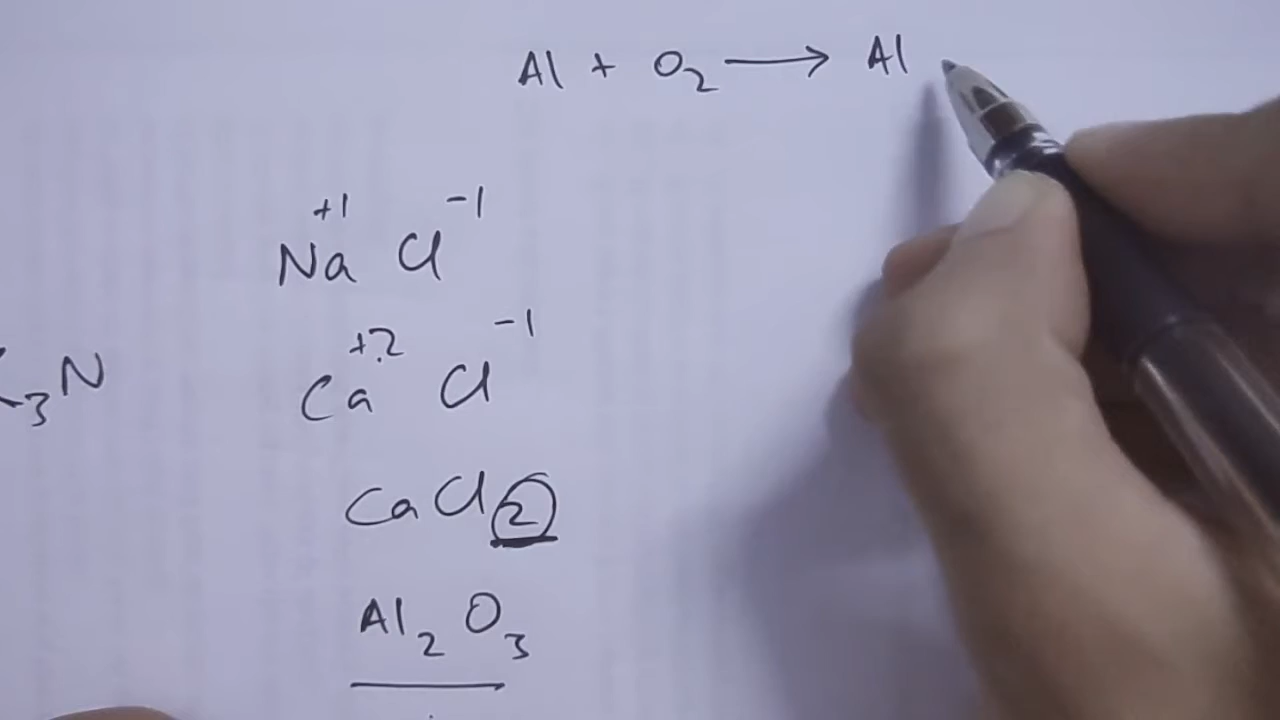 Al + O₂ ⟶ Al
+1 -1
Na Cl
+2 -1
Ca Cl
₃N
CaCl②
Al₂O₃